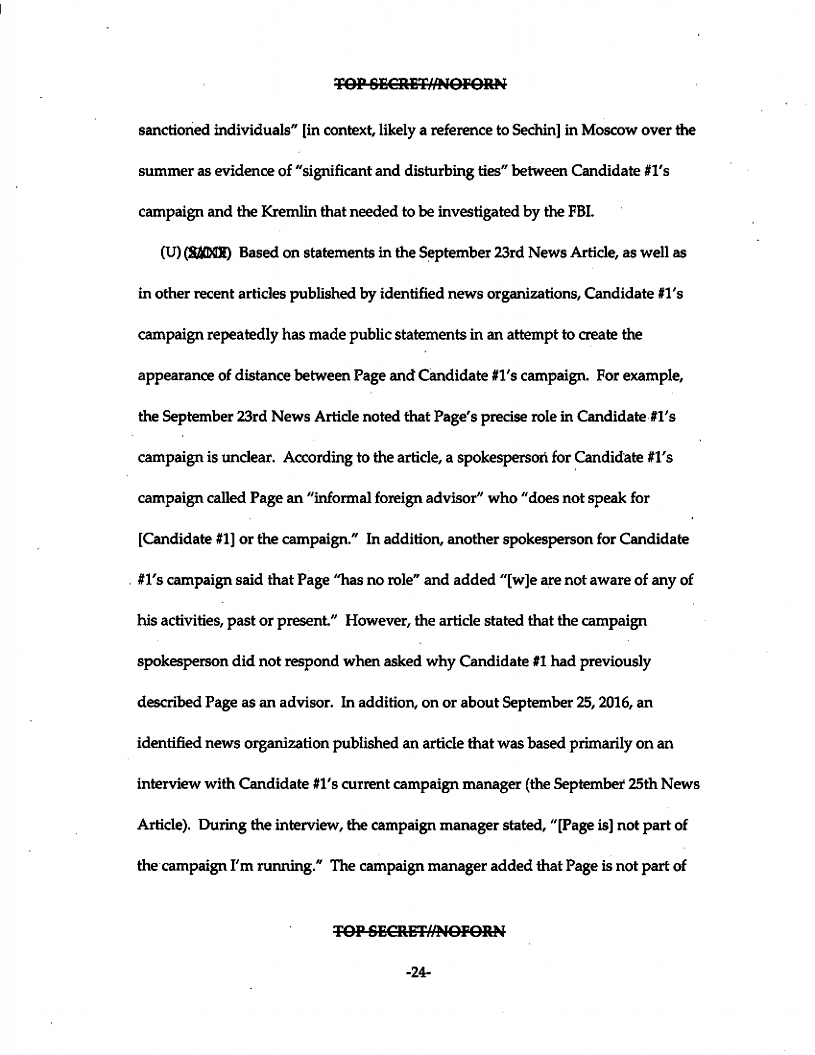 TOP SECRET//NOFORN
sanctioned individuals" [in context, likely a reference to Sechin] in Moscow over the
summer as evidence of "significant and disturbing ties" between Candidate #1's
campaign and the Kremlin that needed to be investigated by the FBI.
(U) Based on statements in the September 23rd News Article, as well as
in other recent articles published by identified news organizations, Candidate #1's
campaign repeatedly has made public statements in an attempt to create the
appearance of distance between Page and Candidate #1's campaign. For example,
the September 23rd News Article noted that Page's precise role in Candidate #1's
campaign is unclear. According to the article, a spokesperson for Candidate #1's
campaign called Page an "informal foreign advisor" who "does not speak for
[Candidate #1] or the campaign." In addition, another spokesperson for Candidate
#1's campaign said that Page "has no role" and added "[w]e are not aware of any of
his activities, past or present." However, the article stated that the campaign
spokesperson did not respond when asked why Candidate #1 had previously
described Page as an advisor. In addition, on or about September 25, 2016, an
identified news organization published an article that was based primarily on an
interview with Candidate #1's current campaign manager (the September 25th News
Article). During the interview, the campaign manager stated, "[Page is] not part of
the campaign I'm running." The campaign manager added that Page is not part of
TOP SECRET//NOFORN
-24-